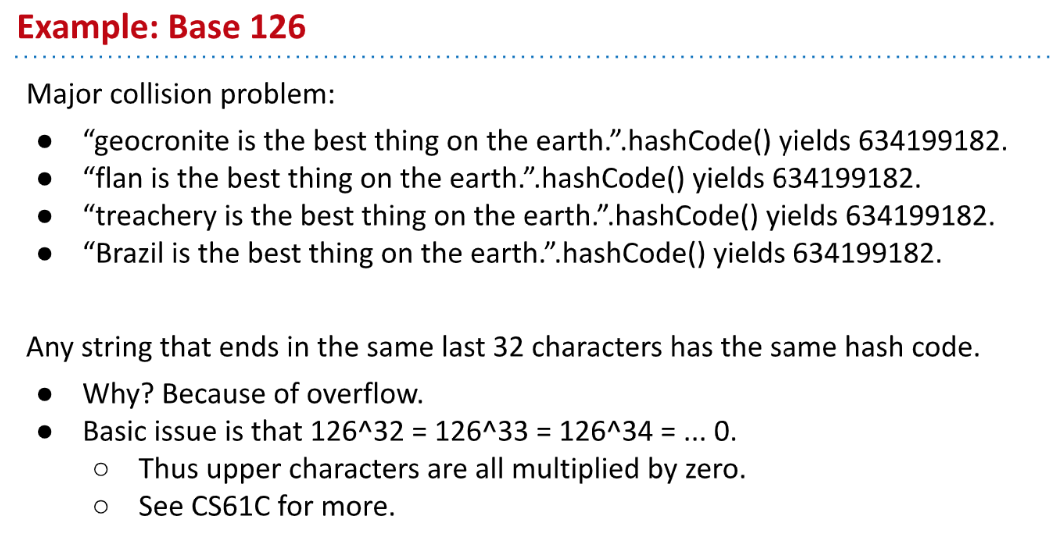 Example: Base 126
Major collision problem:
● “geocronite is the best thing on the earth.”.hashCode() yields 634199182.
● “flan is the best thing on the earth.”.hashCode() yields 634199182.
● “treachery is the best thing on the earth.”.hashCode() yields 634199182.
● “Brazil is the best thing on the earth.”.hashCode() yields 634199182.
Any string that ends in the same last 32 characters has the same hash code.
● Why? Because of overflow.
● Basic issue is that 126^32 = 126^33 = 126^34 = ... 0.
○ Thus upper characters are all multiplied by zero.
○ See CS61C for more.